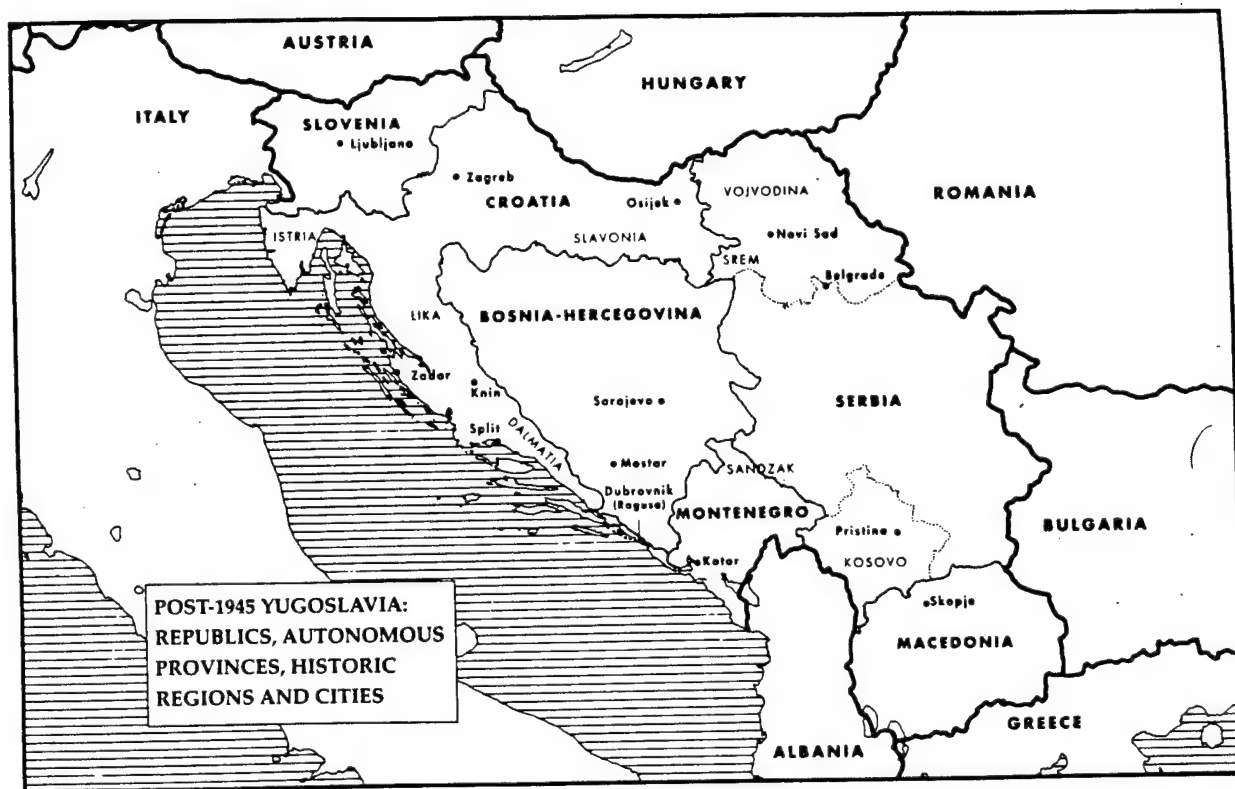 AUSTRIA
HUNGARY
ITALY
SLOVENIA
Ljubljana
Zagreb
CROATIA
Osijek
VOJVODINA
ROMANIA
Novi Sad
ISTRIA
SLAVONIA
SREM
Belgrade
LIKA
BOSNIA-HERCEGOVINA
Zadar
Knin
Sarajevo
SERBIA
Split
DALMATIA
Mostar
SANDZAK
Dubrovnik
(Ragusa)
MONTENEGRO
Pristina
BULGARIA
Kotor
KOSOVO
Skopje
MACEDONIA
POST-1945 YUGOSLAVIA:
REPUBLICS, AUTONOMOUS
PROVINCES, HISTORIC
REGIONS AND CITIES
GREECE
ALBANIA